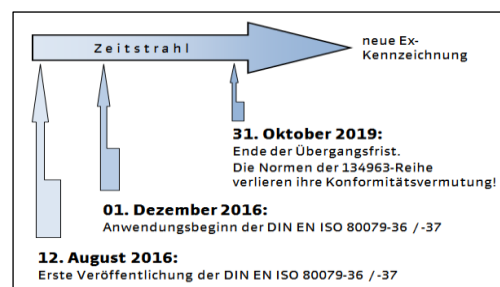 Zeitstrahl
neue Ex-
Kennzeichnung
31. Oktober 2019:
Ende der Übergangsfrist.
Die Normen der 134963-Reihe
verlieren ihre Konformitätsvermutung!
01. Dezember 2016:
Anwendungsbeginn der DIN EN ISO 80079-36 /-37
12. August 2016:
Erste Veröffentlichung der DIN EN ISO 80079-36 /-37